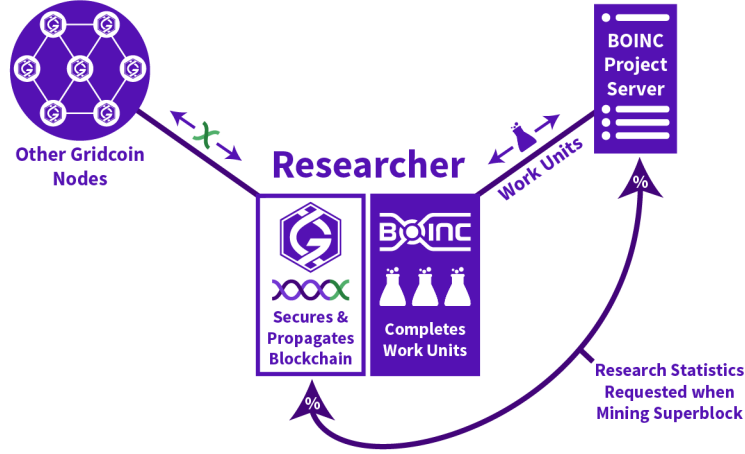 BOINC
Project
Server
Other Gridcoin
Nodes
Researcher
Work Units
%
BOINC
Secures &
Propagates
Blockchain
Completes
Work Units
Research Statistics
Requested when
Mining Superblock
%